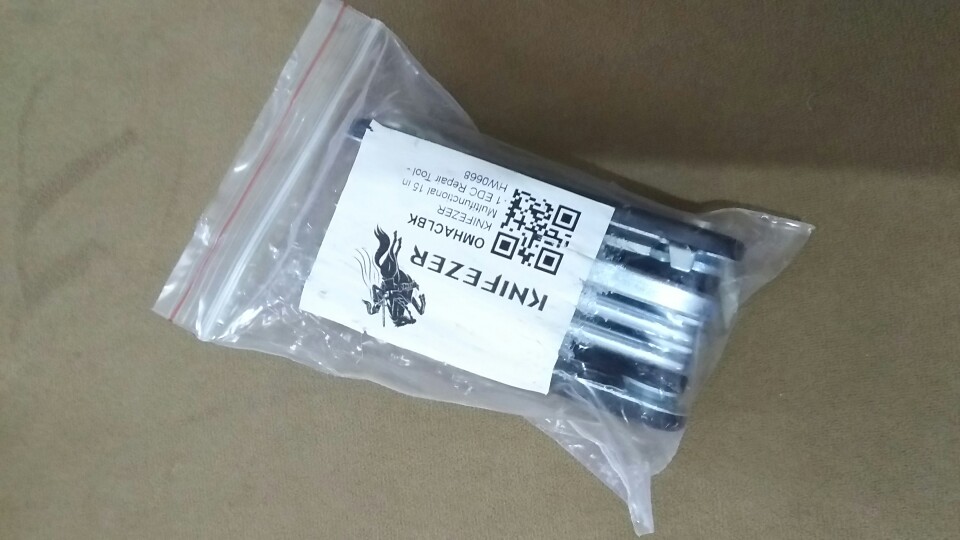 KNIFEZER
OMHACLBK
KNIFEZER
Multifunctional 15 in
1 EDC Repair Tool -
HW0668